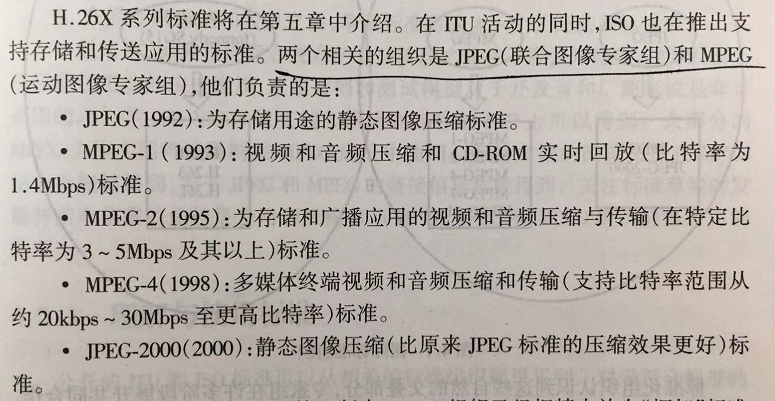 H.26X 系列标准将在第五章中介绍。在 ITU 活动的同时,ISO 也在推出支
持存储和传送应用的标准。两个相关的组织是 JPEG(联合图像专家组)和 MPEG
(运动图像专家组),他们负责的是:
• JPEG(1992):为存储用途的静态图像压缩标准。
• MPEG-1(1993):视频和音频压缩和 CD-ROM 实时回放(比特率为
1.4Mbps)标准。
• MPEG-2(1995):为存储和广播应用的视频和音频压缩与传输(在特定比
特率为 3~5Mbps 及其以上)标准。
• MPEG-4(1998):多媒体终端视频和音频压缩和传输(支持比特率范围从
约 20kbps~30Mbps 至更高比特率)标准。
• JPEG-2000(2000):静态图像压缩(比原来 JPEG 标准的压缩效果更好)标
准。